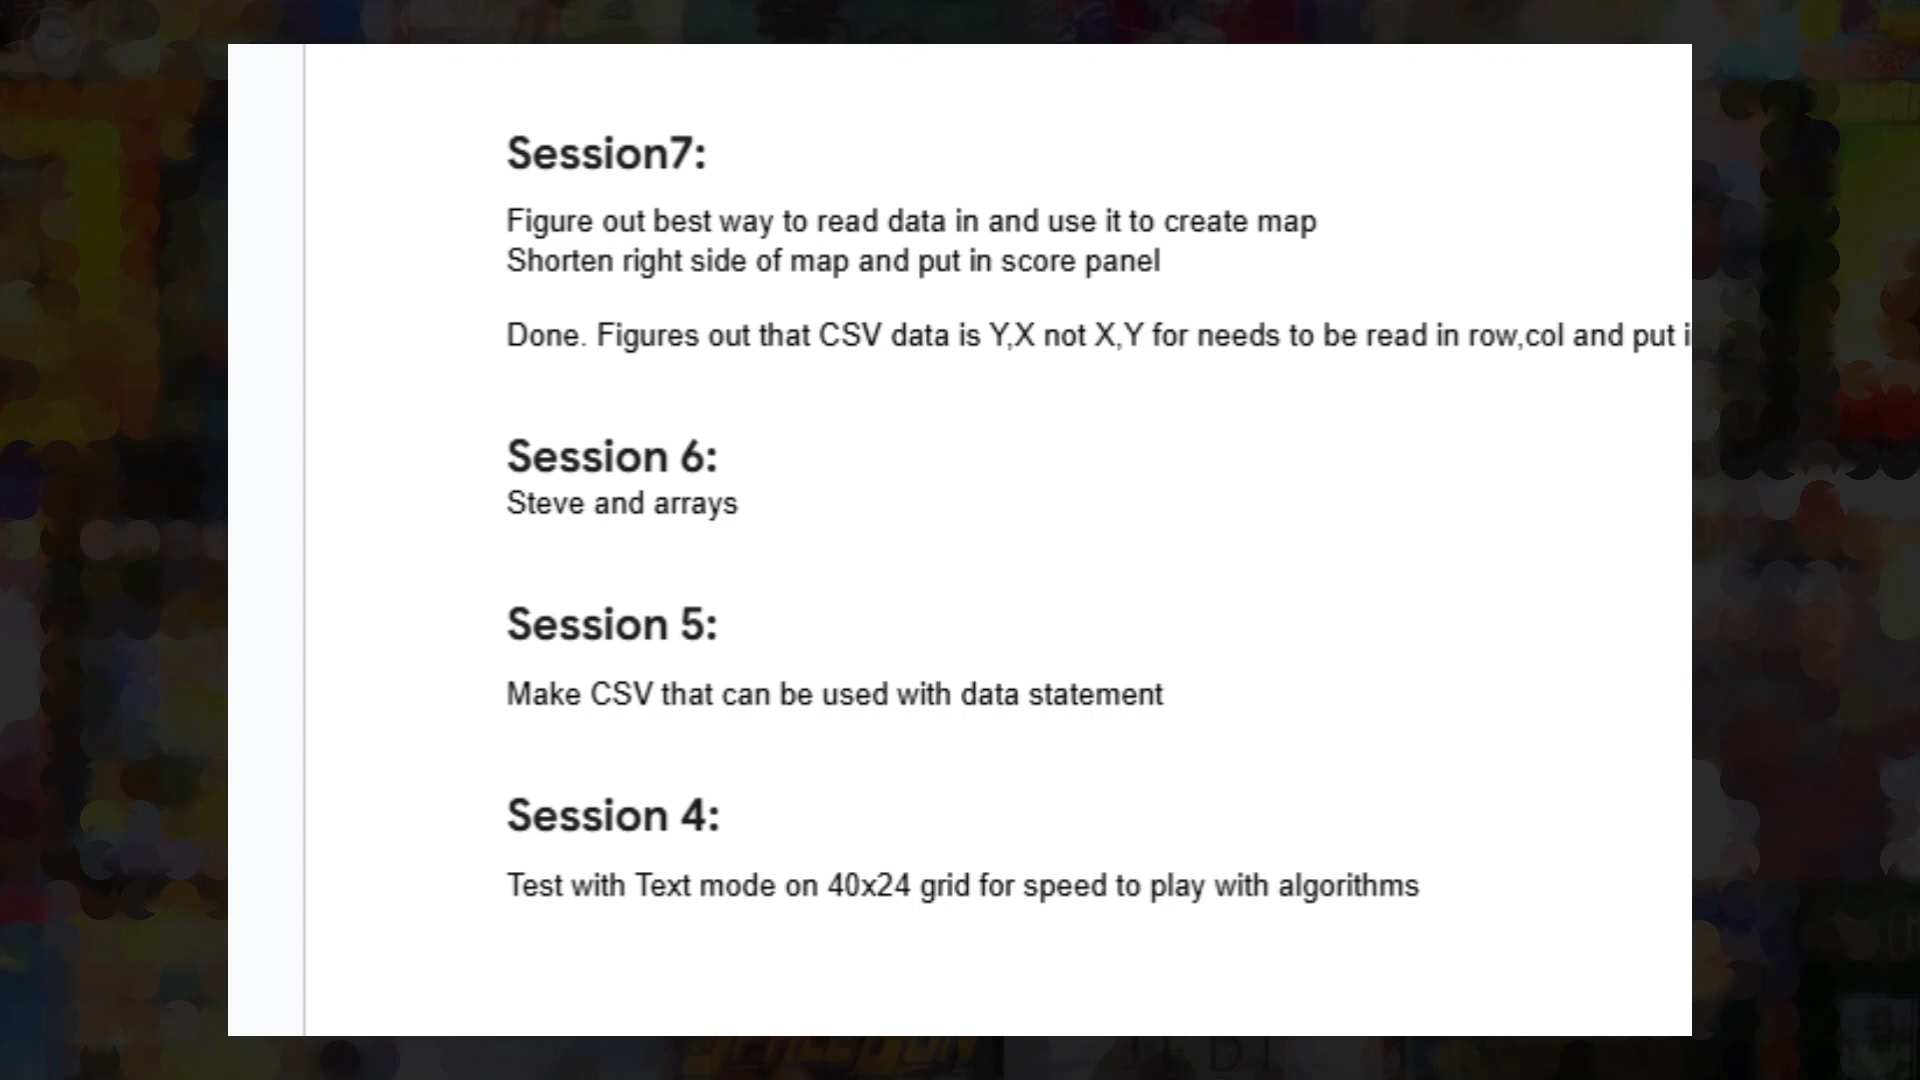 Session7:
Figure out best way to read data in and use it to create map
Shorten right side of map and put in score panel
Done. Figures out that CSV data is Y,X not X,Y for needs to be read in row,col and put
Session 6:
Steve and arrays
Session 5:
Make CSV that can be used with data statement
Session 4:
Test with Text mode on 40x24 grid for speed to play with algorithms